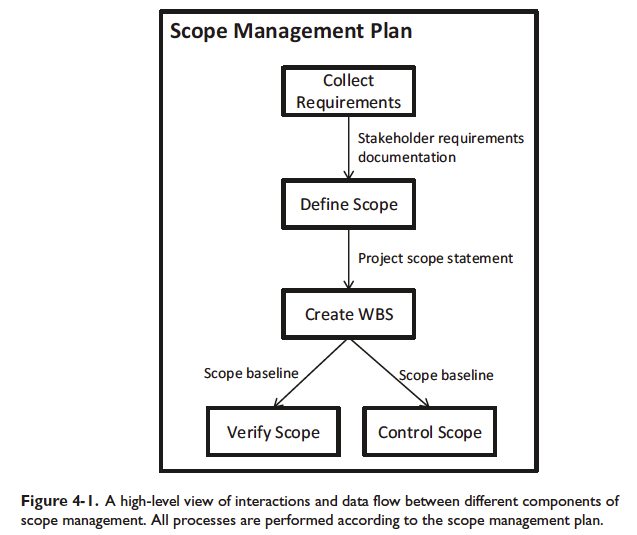 Scope Management Plan
Collect
Requirements
Stakeholder requirements
documentation
Define Scope
Project scope statement
Create WBS
Scope baseline
Scope baseline
Verify Scope
Control Scope
Figure 4-1. A high-level view of interactions and data flow between different components of
scope management. All processes are performed according to the scope management plan.